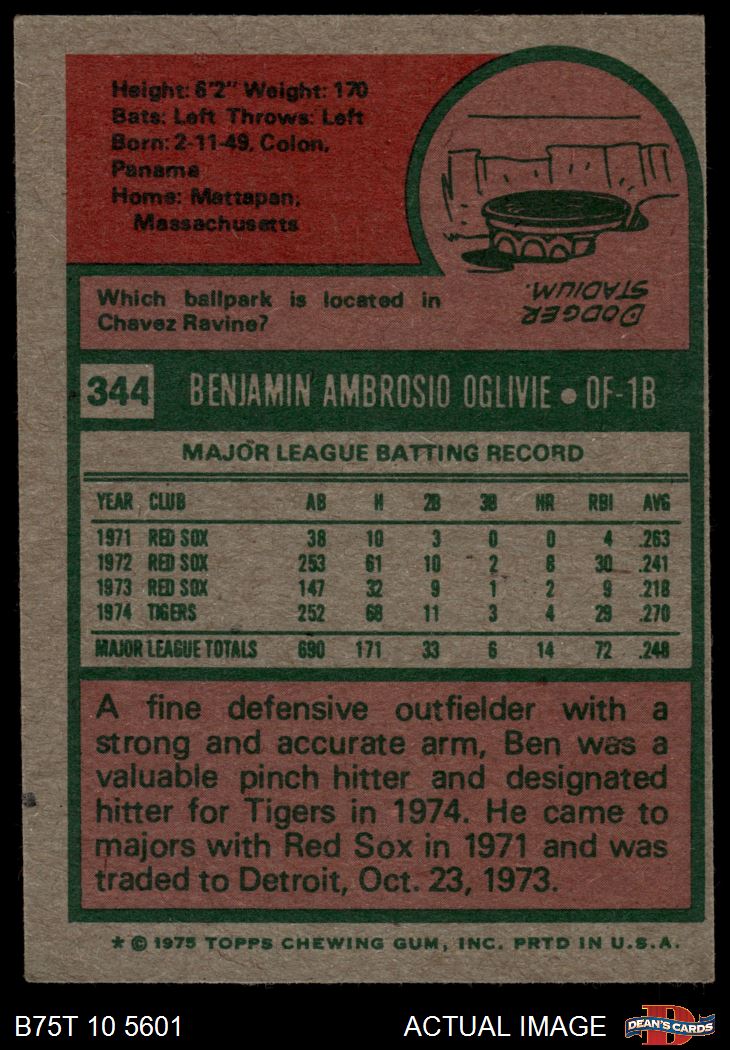 Height: 6'2" Weight: 170
Bats: Left Throws: Left
Born: 2-11-49, Colon,
Panama
Home: Mattapan,
Massachusetts
Which ballpark is located in
Chavez Ravine?
DODGER
STADIUM.
344 BENJAMIN AMBROSIO OGLIVIE • OF-1B
MAJOR LEAGUE BATTING RECORD
YEAR CLUB AB H 2B 3B HR RBI AVG
1971 RED SOX 38 10 3 0 0 4 .263
1972 RED SOX 253 61 10 2 8 30 .241
1973 RED SOX 147 32 9 1 2 9 .218
1974 TIGERS 252 68 11 3 4 29 .270
MAJOR LEAGUE TOTALS 690 171 33 6 14 72 .248
A fine defensive outfielder with a
strong and accurate arm, Ben was a
valuable pinch hitter and designated
hitter for Tigers in 1974. He came to
majors with Red Sox in 1971 and was
traded to Detroit, Oct. 23, 1973.
* © 1975 TOPPS CHEWING GUM, INC. PRTD IN U.S.A.
B75T 10 5601 ACTUAL IMAGE D DEAN'S CARDS